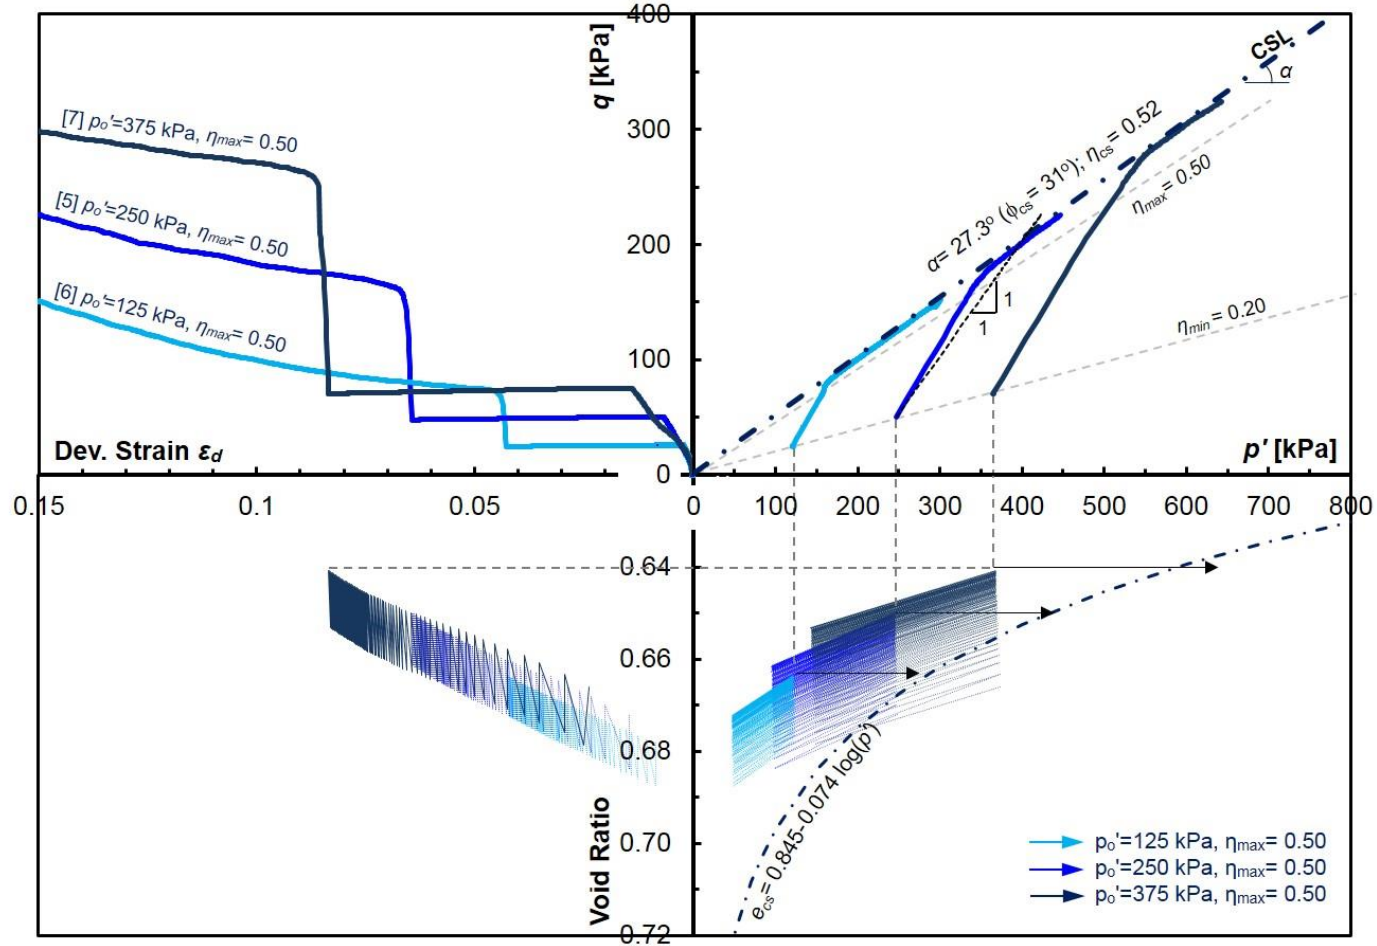 400
q [kPa]
300
200
100
0
CSL
α
[7] pₒ'=375 kPa, ηmax= 0.50
[5] pₒ'=250 kPa, ηmax= 0.50
[6] pₒ'=125 kPa, ηmax= 0.50
α= 27.3º (ϕcs= 31º); ηcs= 0.52
ηmax= 0.50
1
1
ηmin= 0.20
Dev. Strain εd
p' [kPa]
0.15
0.1
0.05
0
100
200
300
400
500
600
700
800
0.64
0.66
0.68
0.70
0.72
Void Ratio
ecs= 0.845-0.074 log(p')
pₒ'=125 kPa, ηmax= 0.50
pₒ'=250 kPa, ηmax= 0.50
pₒ'=375 kPa, ηmax= 0.50